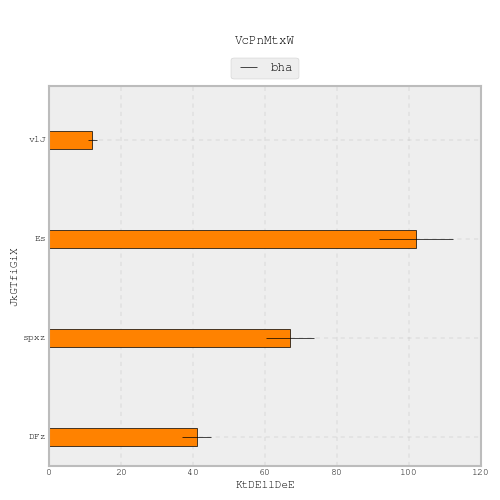 VcPnMtxW
bha
vlJ
Es
spxz
DFz
JkGTfiGiX
0 20 40 60 80 100 120
KtDEllDeE